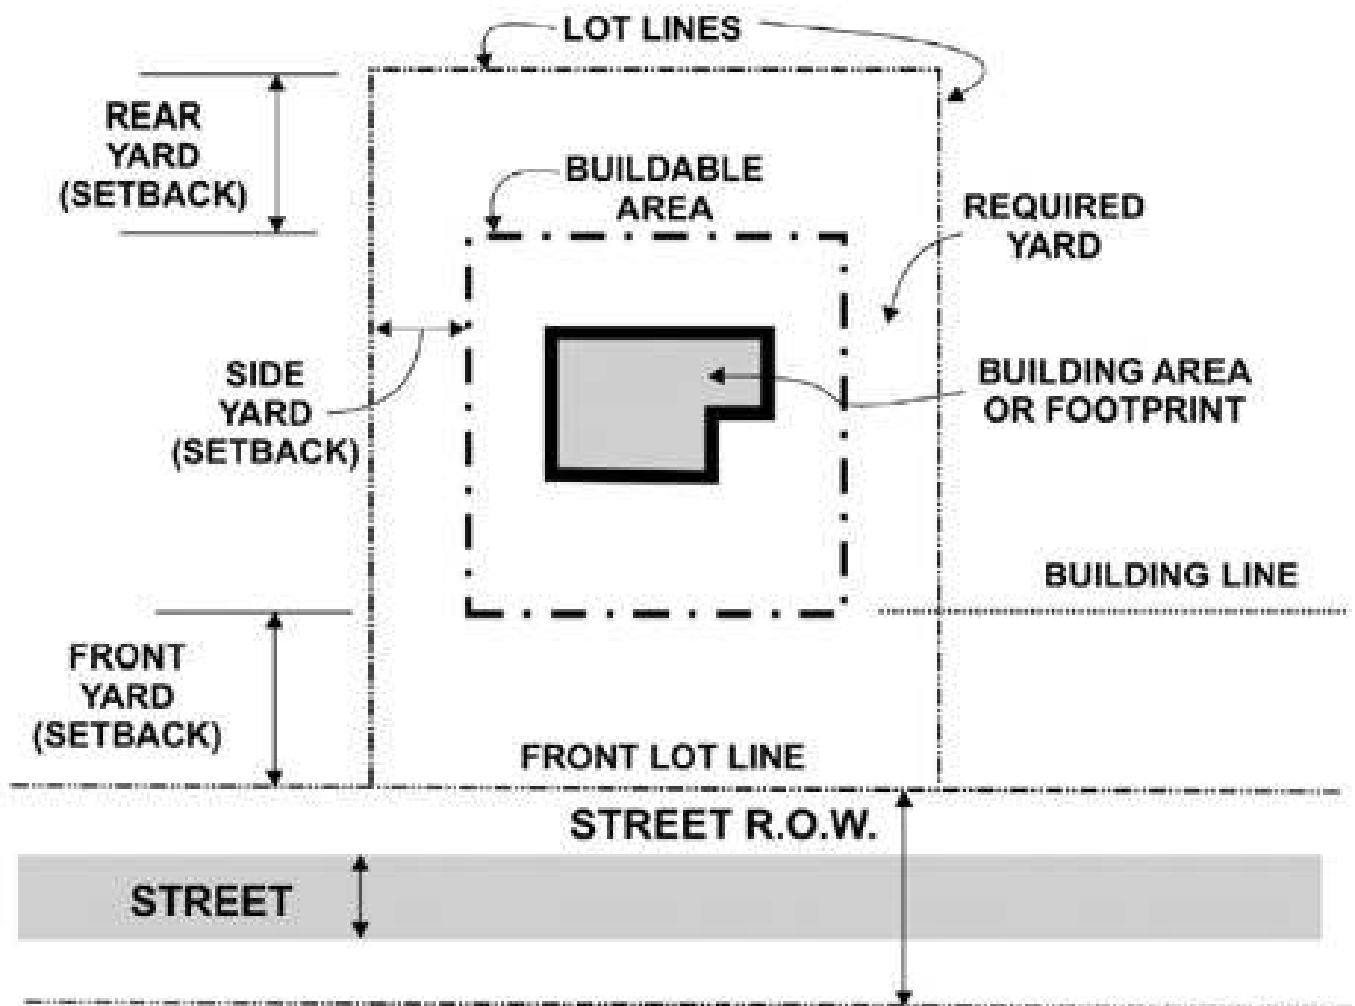 LOT LINES
REAR
YARD
(SETBACK)
BUILDABLE
AREA
REQUIRED
YARD
SIDE
YARD
(SETBACK)
BUILDING AREA
OR FOOTPRINT
BUILDING LINE
FRONT
YARD
(SETBACK)
FRONT LOT LINE
STREET R.O.W.
STREET